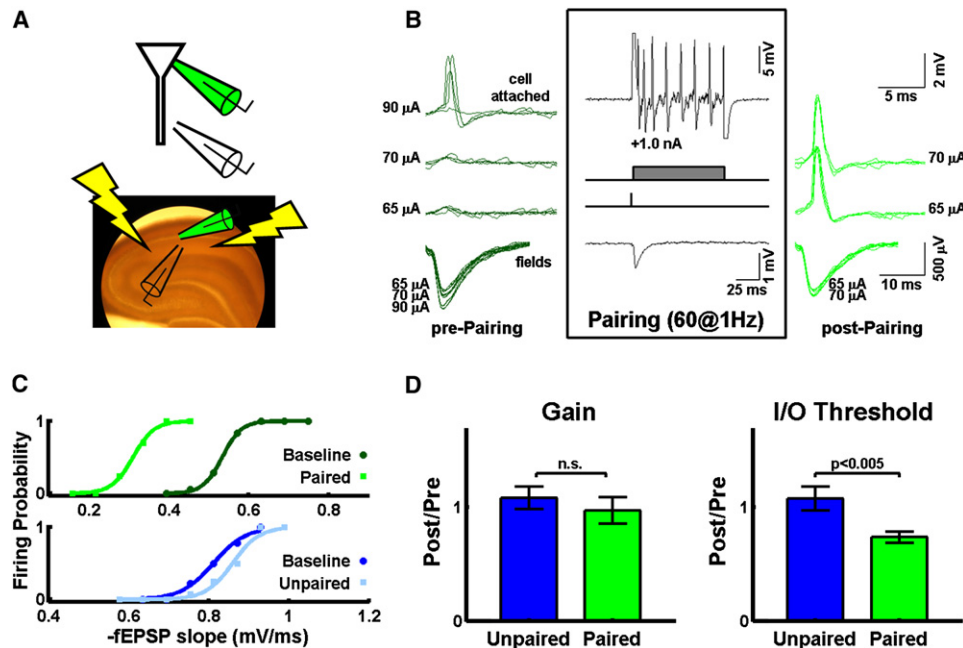 A
B
90 µA
cell
attached
70 µA
65 µA
fields
65 µA
70 µA
90 µA
pre-Pairing
5 mV
+1.0 nA
1 mV
25 ms
Pairing (60@1Hz)
2 mV
5 ms
70 µA
65 µA
500 µV
65 µA
70 µA
10 ms
post-Pairing
C
Firing Probability
1
0
Baseline
Paired
0.2 0.4 0.6 0.8
1
0
Baseline
Unpaired
0.4 0.6 0.8 1 1.2
-fEPSP slope (mV/ms)
D
Gain
n.s.
Post/Pre
1
0
Unpaired Paired
I/O Threshold
p<0.005
Post/Pre
1
0
Unpaired Paired